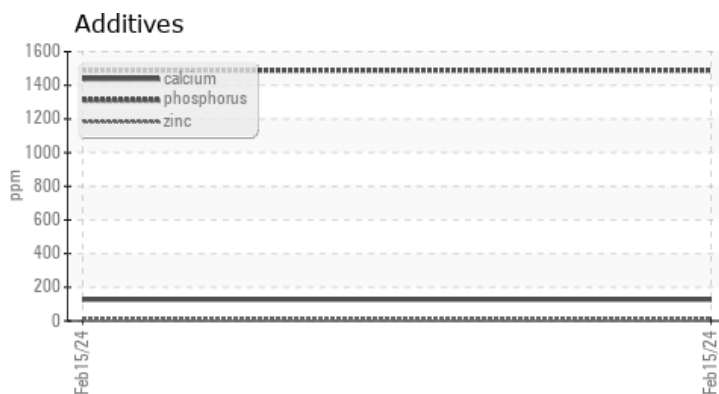 Additives
1600
1400
1200
1000
800
600
400
200
0
ppm
calcium
phosphorus
zinc
Feb15/24
Feb15/24